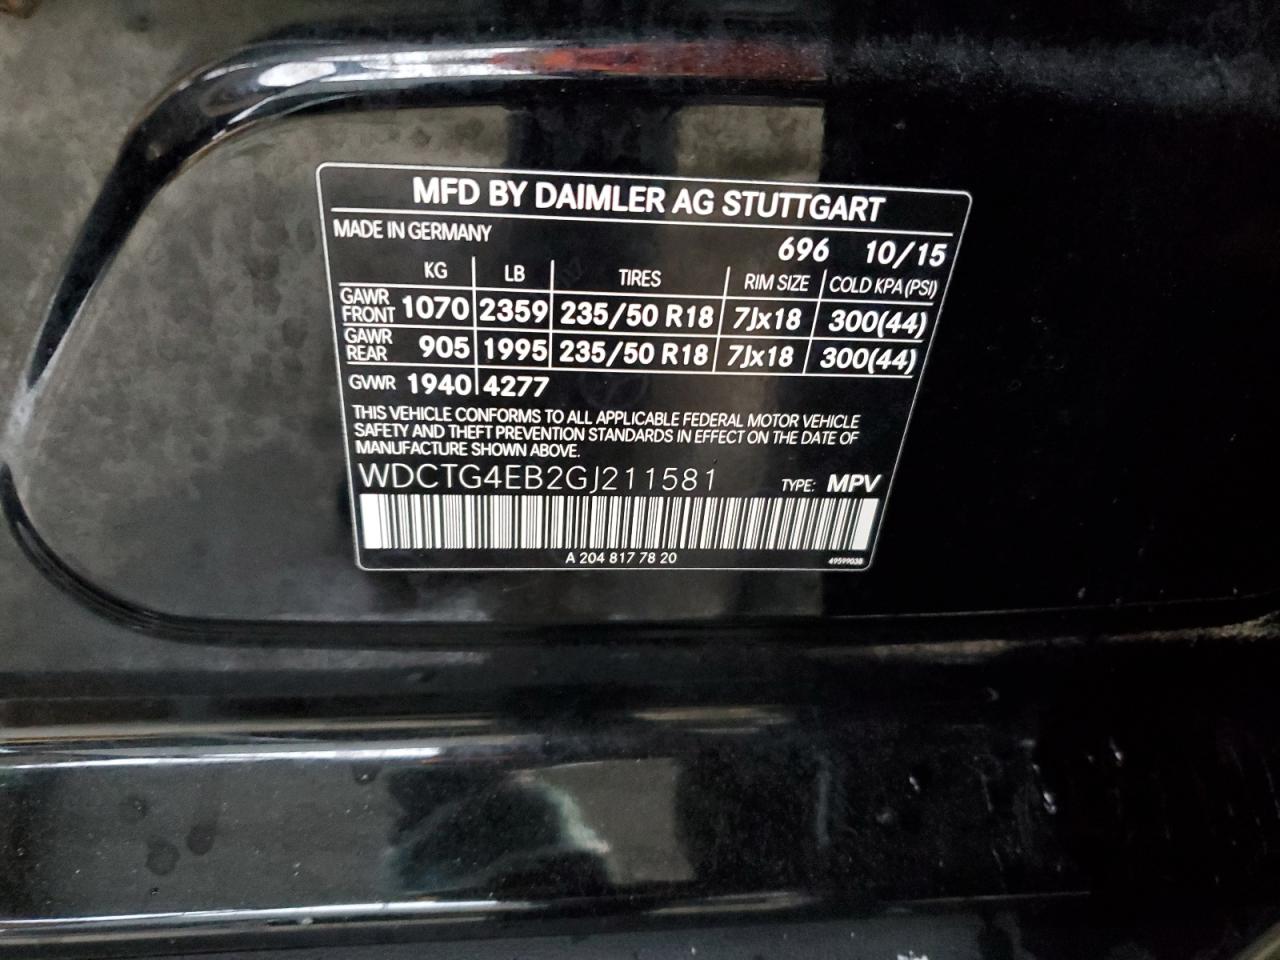 MFD BY DAIMLER AG STUTTGART
MADE IN GERMANY 696 10/15
KG LB TIRES RIM SIZE COLD KPA (PSI)
GAWR FRONT 1070 2359 235/50 R18 7Jx18 300(44)
GAWR REAR 905 1995 235/50 R18 7Jx18 300(44)
GVWR 1940 4277
THIS VEHICLE CONFORMS TO ALL APPLICABLE FEDERAL MOTOR VEHICLE
SAFETY AND THEFT PREVENTION STANDARDS IN EFFECT ON THE DATE OF
MANUFACTURE SHOWN ABOVE.
WDCTG4EB2GJ211581 TYPE: MPV
A 204 817 78 20 49599038